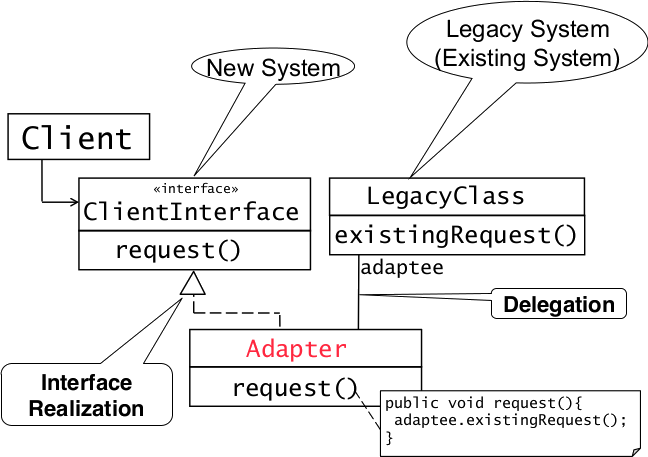 Legacy System
(Existing System)
New System
Client
«interface»
ClientInterface
request()
LegacyClass
existingRequest()
adaptee
Delegation
Adapter
request()
Interface
Realization
public void request(){
adaptee.existingRequest();
}